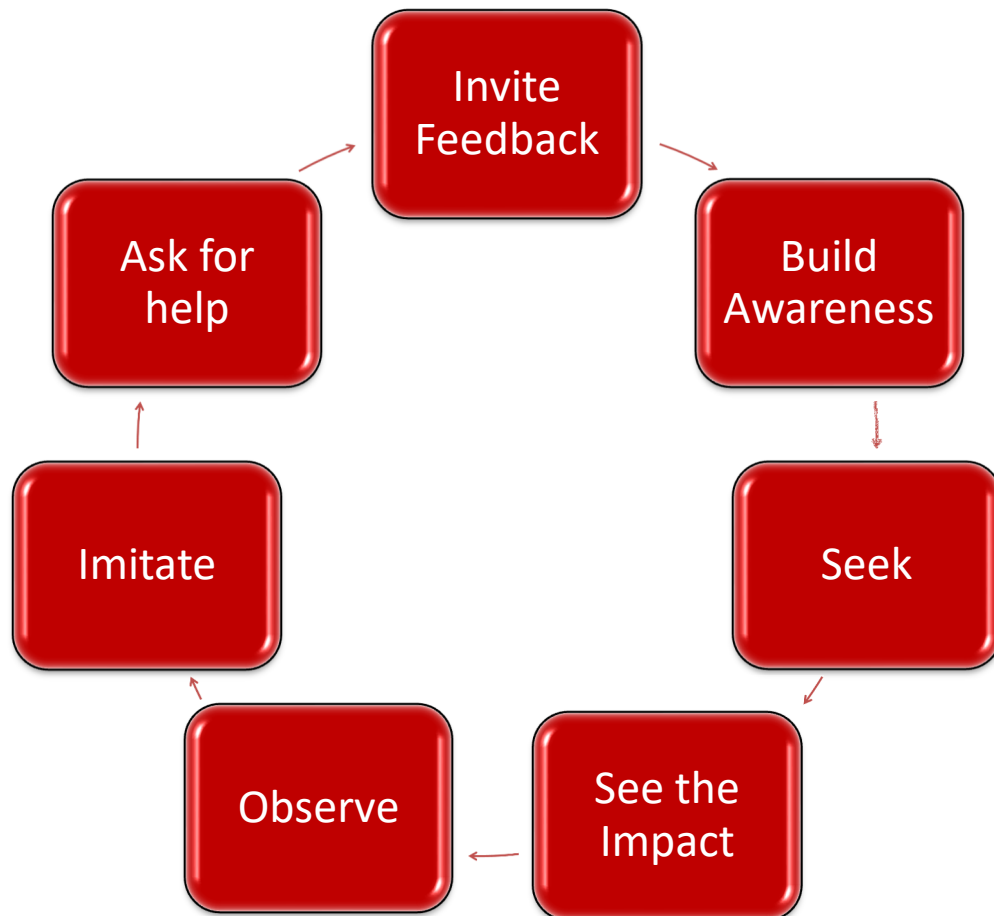 Invite
Feedback
Build
Awareness
Seek
See the
Impact
Observe
Imitate
Ask for
help